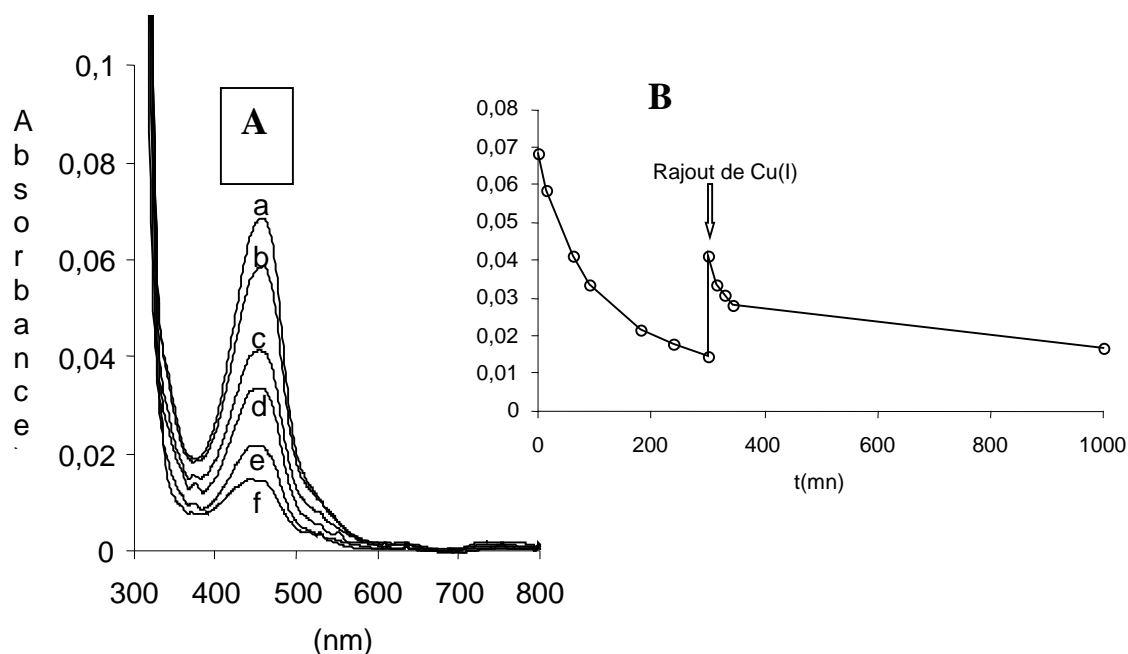 Absorbance
0,1
0,08
0,06
0,04
0,02
0
300 400 500 600 700 800
(nm)
A
a
b
c
d
e
f
B
0,08
0,07
0,06
0,05
0,04
0,03
0,02
0,01
0
0 200 400 600 800 1000
t(mn)
Rajout de Cu(I)